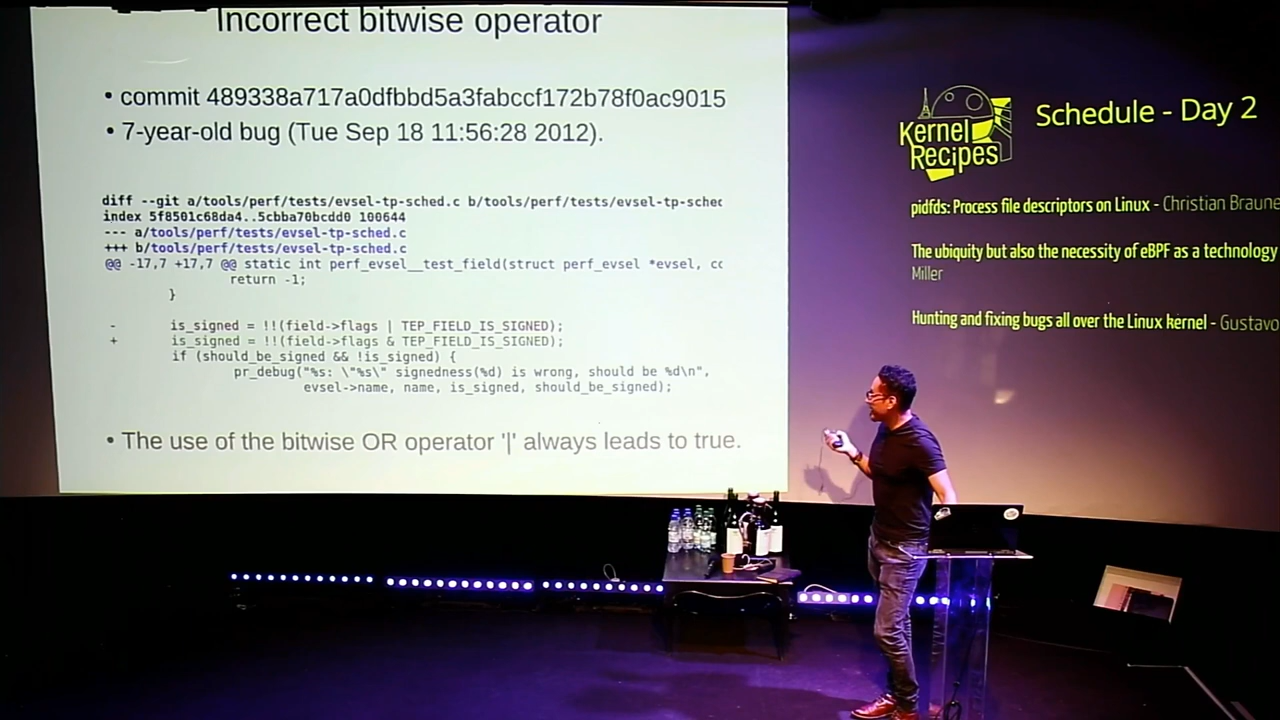 Incorrect bitwise operator
• commit 489338a717a0dfbbd5a3fabccf172b78f0ac9015
• 7-year-old bug (Tue Sep 18 11:56:28 2012).
diff --git a/tools/perf/tests/evsel-tp-sched.c b/tools/perf/tests/evsel-tp-sched
index 5f8501c68da4..5cbba70bcdd0 100644
--- a/tools/perf/tests/evsel-tp-sched.c
+++ b/tools/perf/tests/evsel-tp-sched.c
@@ -17,7 +17,7 @@ static int perf_evsel__test_field(struct perf_evsel *evsel, cc
return -1;
}
- is_signed = !!(field->flags | TEP_FIELD_IS_SIGNED);
+ is_signed = !!(field->flags & TEP_FIELD_IS_SIGNED);
if (should_be_signed && !is_signed) {
pr_debug("%s: \"%s\" signedness(%d) is wrong, should be %d\n",
evsel->name, name, is_signed, should_be_signed);
• The use of the bitwise OR operator '|' always leads to true.
Kernel
Recipes
Schedule - Day 2
pidfds: Process file descriptors on Linux - Christian Braune
The ubiquity but also the necessity of eBPF as a technology
Miller
Hunting and fixing bugs all over the Linux kernel - Gustavo